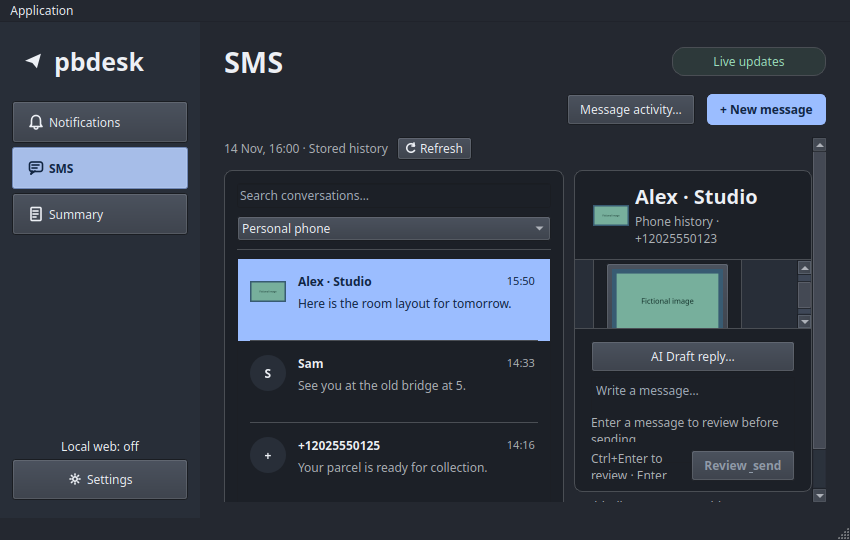 Application
pbdesk
Notifications
SMS
Summary
Local web: off
Settings
SMS
Live updates
Message activity...
+ New message
14 Nov, 16:00 · Stored history
Refresh
Search conversations...
Personal phone
Alex · Studio
15:50
Here is the room layout for tomorrow.
S
Sam
14:33
See you at the old bridge at 5.
+
+12025550125
14:16
Your parcel is ready for collection.
Alex · Studio
Phone history ·
+12025550123
Fictional image
AI Draft reply...
Write a message...
Enter a message to review before
sending
Ctrl+Enter to
review · Enter
Review_send